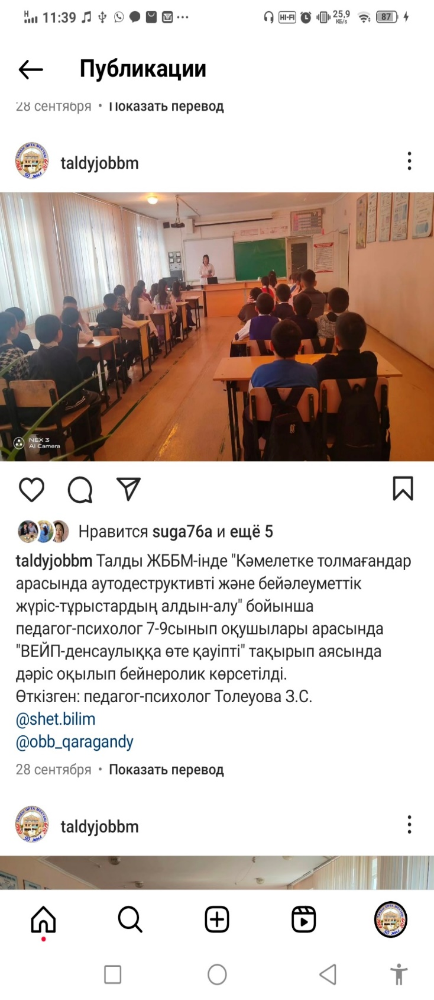 H 11:39 HI-FI 25,9 КБ/s 87
Публикации
28 сентября • Показать перевод
taldyjobbm
NEX 3
AI Camera
Нравится suga76a и ещё 5
taldyjobbm Талды ЖББМ-інде "Кәмелетке толмағандар
арасында аутодеструктивті және бейәлеуметтік
жүріс-тұрыстардың алдын-алу" бойынша
педагог-психолог 7-9сынып оқушылары арасында
"ВЕЙП-денсаулыққа өте қауіпті" тақырып аясында
дәріс оқылып бейнеролик көрсетілді.
Өткізген: педагог-психолог Толеуова З.С.
@shet.bilim
@obb_qaragandy
28 сентября • Показать перевод
taldyjobbm